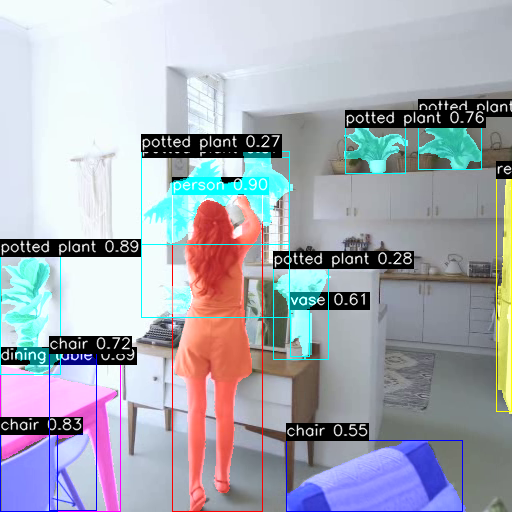 potted plant
potted plant 0.76
potted plant 0.27
re
person 0.90
potted plant 0.89
potted plant 0.28
vase 0.61
chair 0.72
dining table 0.89
chair 0.83
chair 0.55